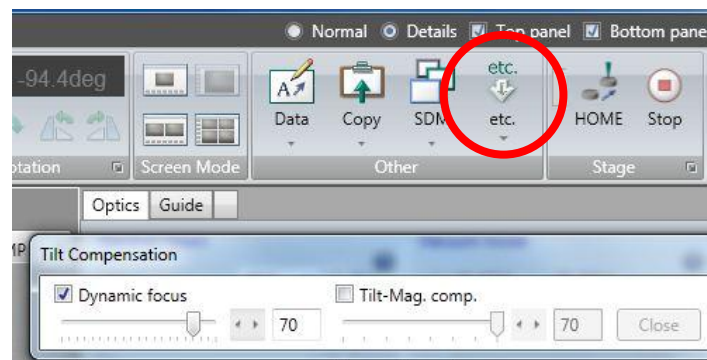 Normal Details Top panel Bottom pane
-94.4deg
etc.
Data Copy SDM etc. HOME Stop
otation Screen Mode Other Stage
Optics Guide
MP
Tilt Compensation
Dynamic focus Tilt-Mag. comp.
70 70 Close